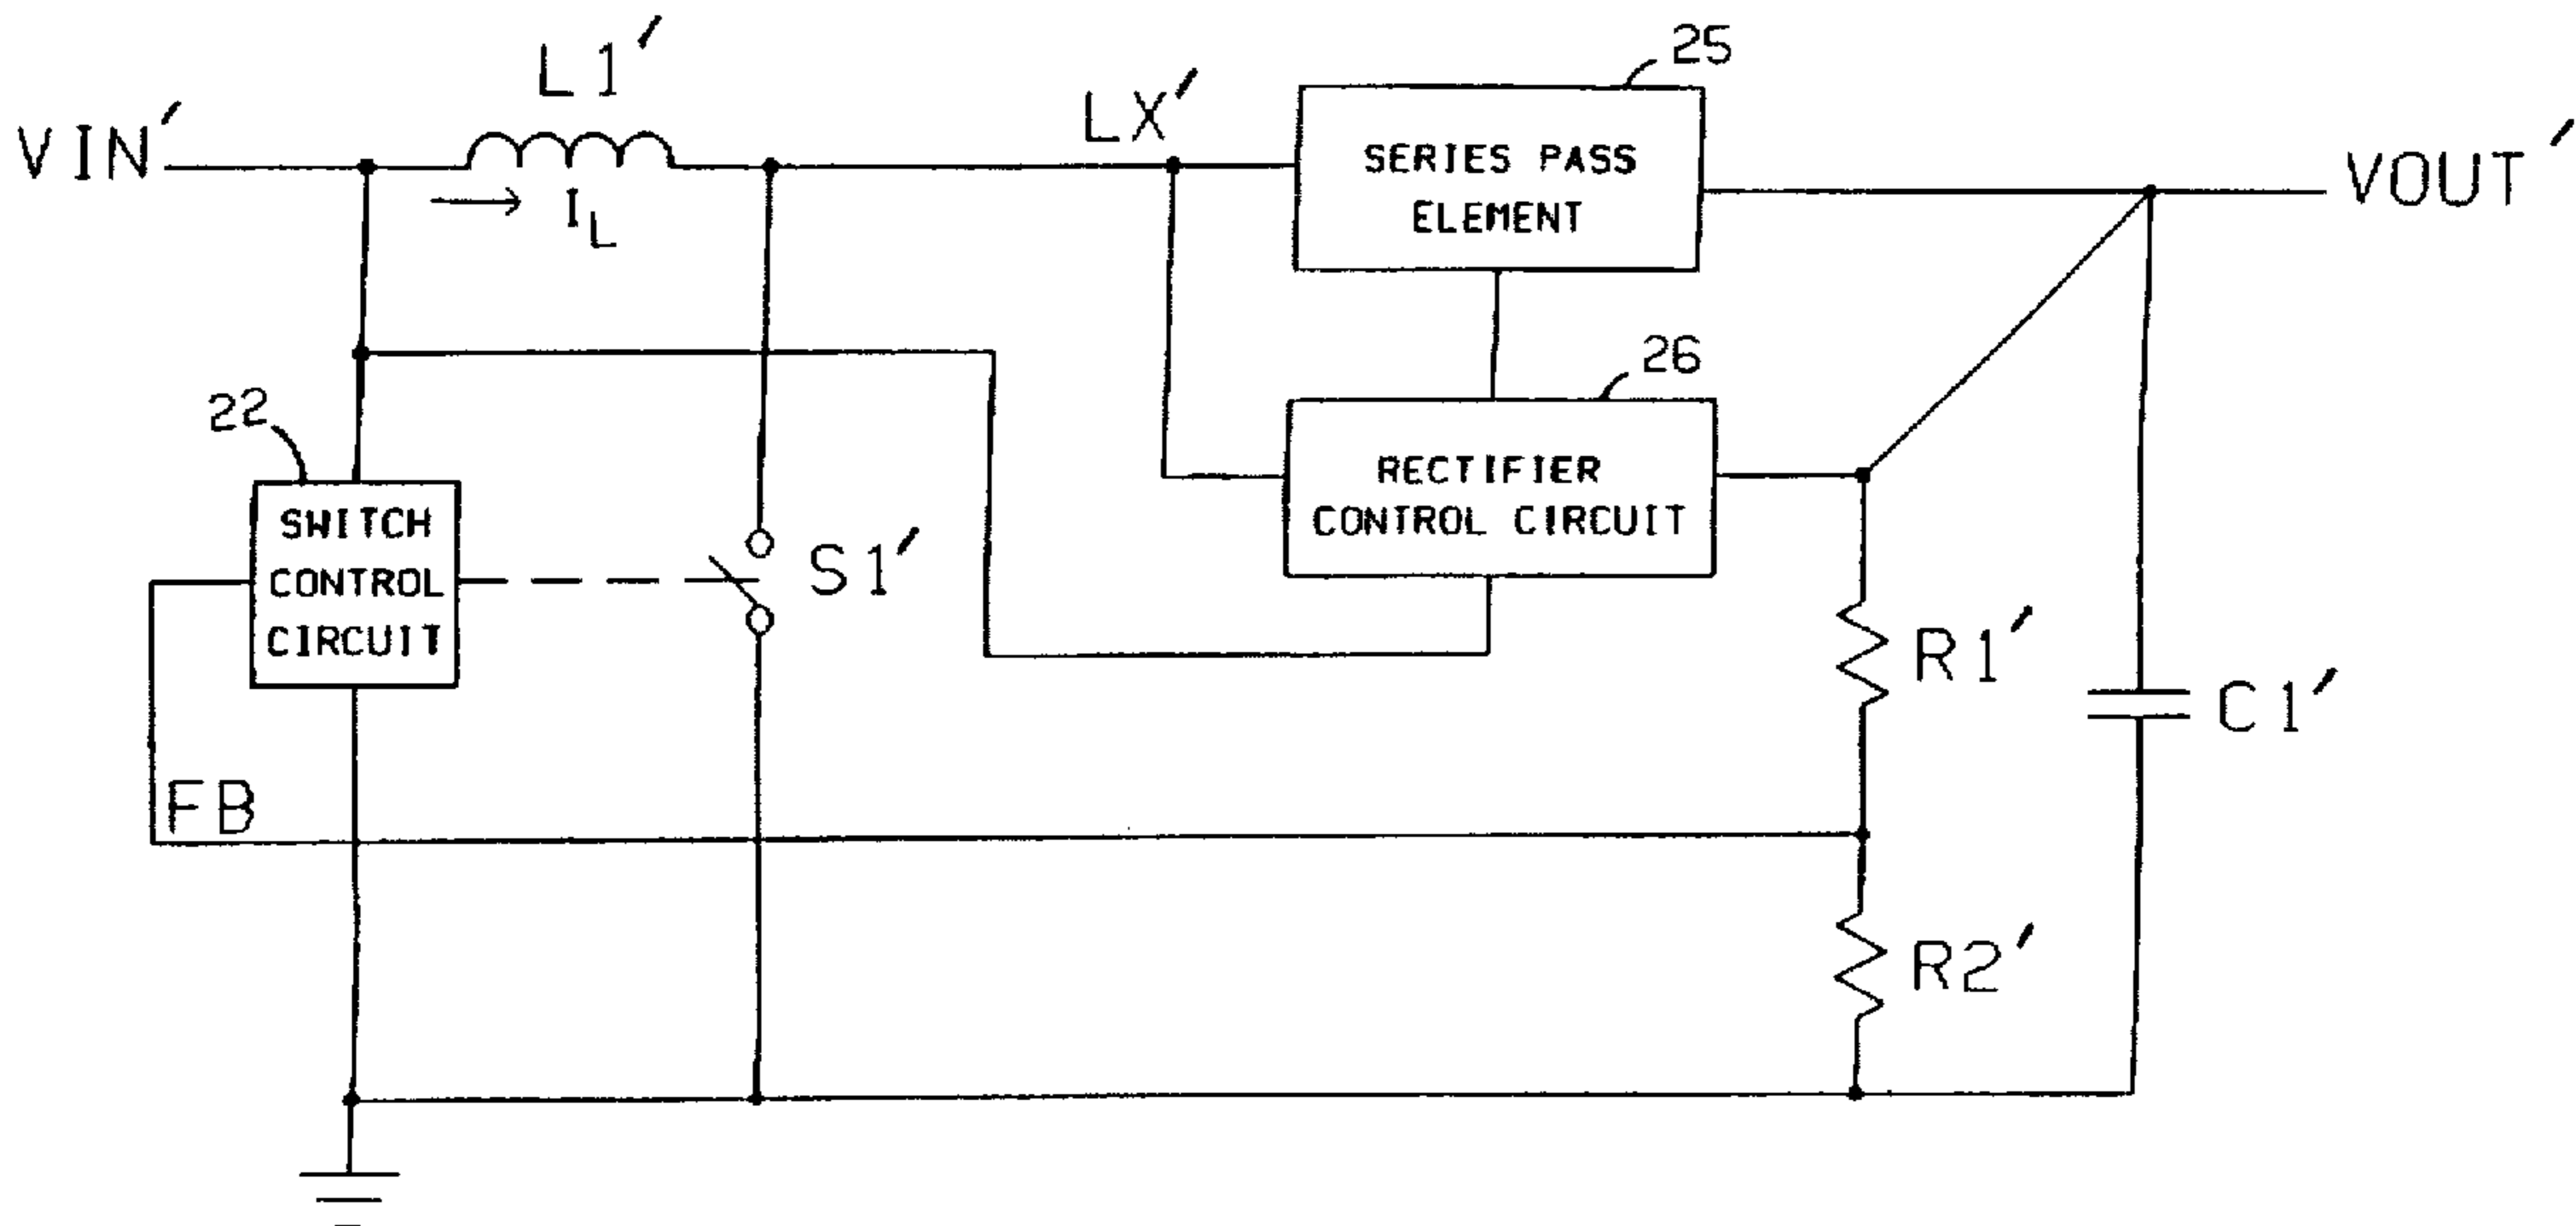 L1′
25
LX′
VIN′
SERIES PASS
ELEMENT
VOUT′
IL
26
22
RECTIFIER
CONTROL CIRCUIT
SWITCH
CONTROL
CIRCUIT
S1′
R1′
C1′
FB
R2′